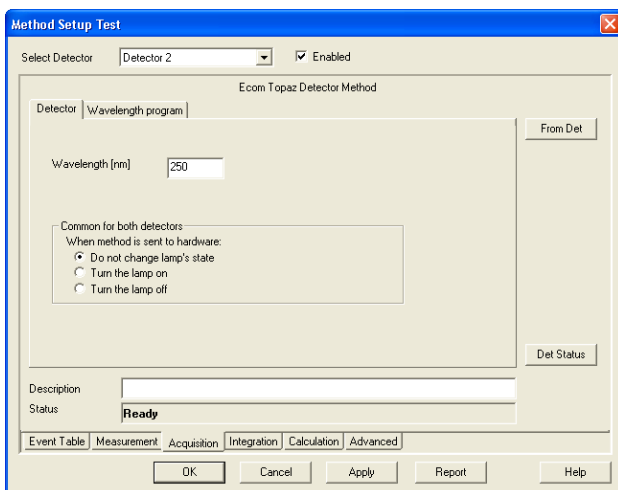 Method Setup Test
Select Detector Detector 2 Enabled
Ecom Topaz Detector Method
Detector Wavelength program
From Det
Wavelength [nm] 250
Common for both detectors
When method is sent to hardware:
Do not change lamp's state
Turn the lamp on
Turn the lamp off
Det Status
Description
Status Ready
Event Table Measurement Acquisition Integration Calculation Advanced
OK Cancel Apply Report Help